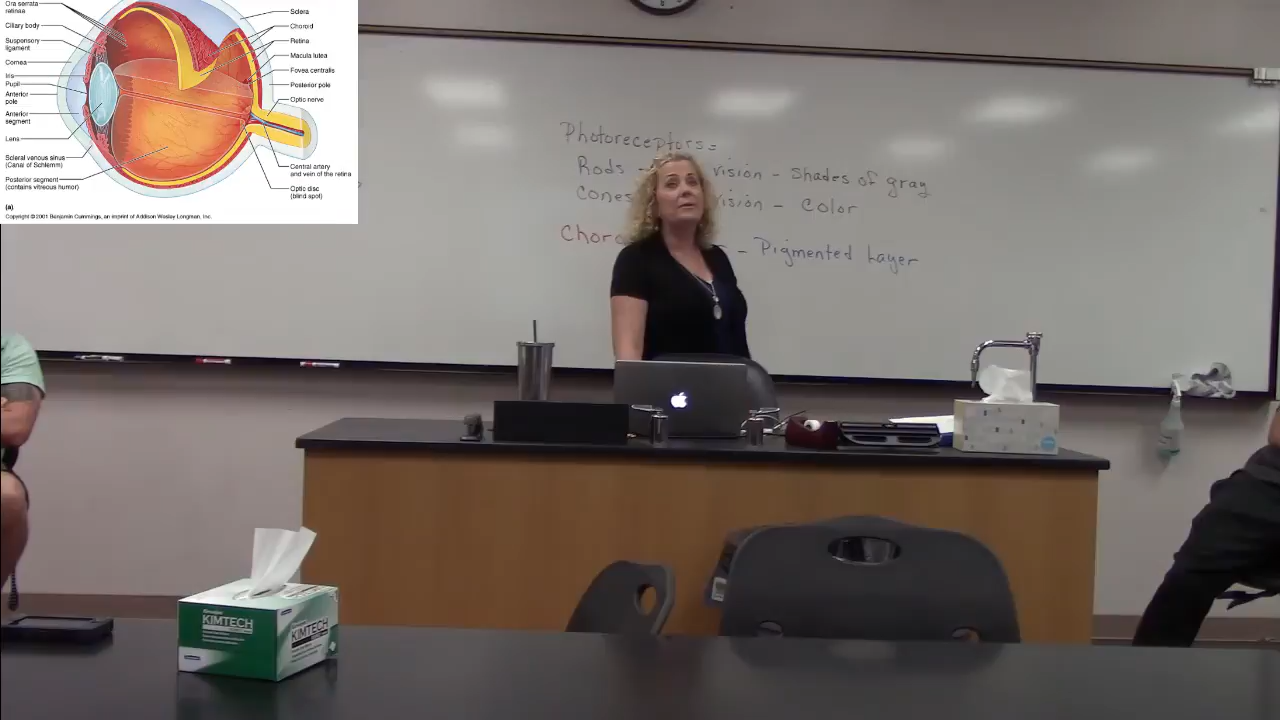 Ora serrata
retinae
Ciliary body
Suspensory
ligament
Cornea
Iris
Pupil
Anterior
pole
Anterior
segment
Lens
Scleral venous sinus
(Canal of Schlemm)
Posterior segment
(contains vitreous humor)
Sclera
Choroid
Retina
Macula lutea
Fovea centralis
Posterior pole
Optic nerve
Central artery
and vein of the retina
Optic disc
(blind spot)
(a)
Copyright © 2001 Benjamin Cummings, an imprint of Addison Wesley Longman, Inc.
Photoreceptors=
Rods - vision - Shades of gray
Cones vision - Color
Choro - Pigmented Layer
KIMTECH
KIMTECH